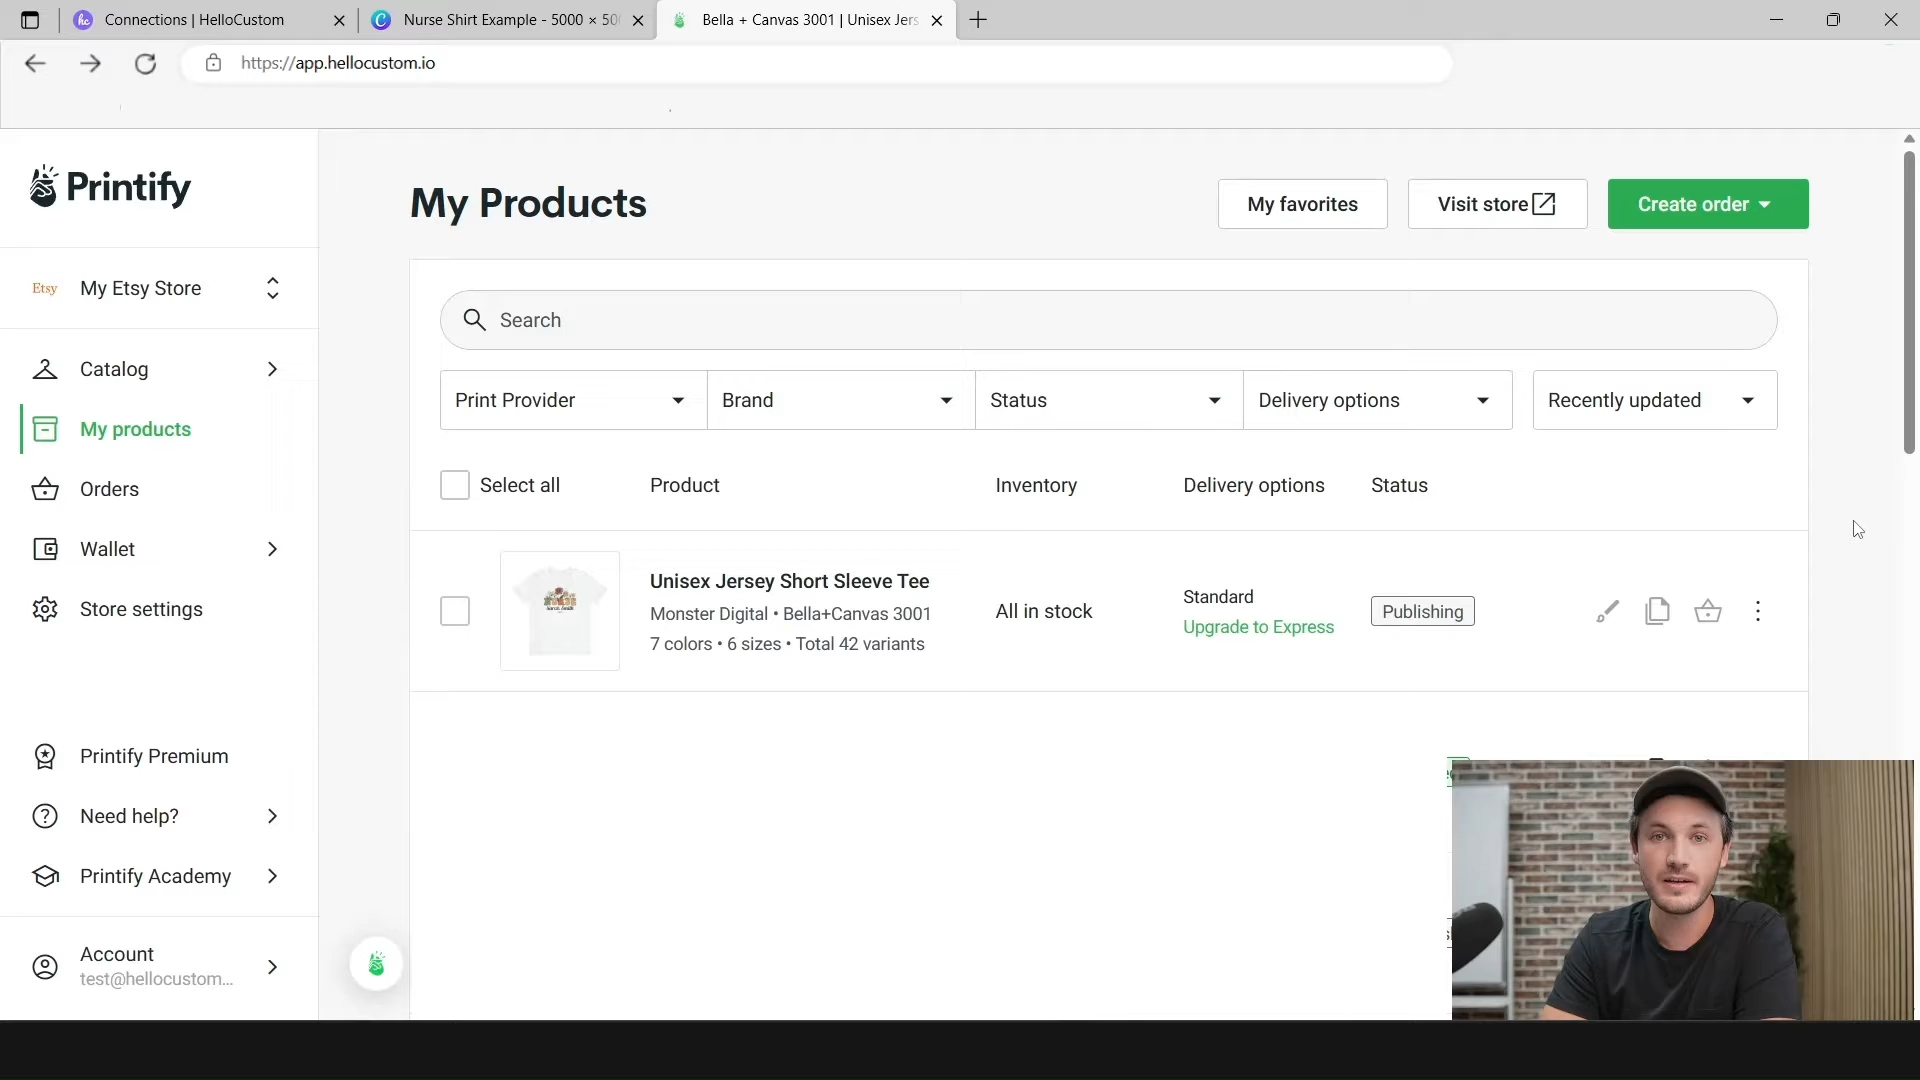 Connections | HelloCustom
Nurse Shirt Example - 5000 × 50
Bella + Canvas 3001 | Unisex Jers
https://app.hellocustom.io
Printify
My Products
My favorites
Visit store
Create order
Etsy
My Etsy Store
Search
Catalog
Print Provider
Brand
Status
Delivery options
Recently updated
My products
Select all
Product
Inventory
Delivery options
Status
Orders
Wallet
Store settings
Unisex Jersey Short Sleeve Tee
Monster Digital • Bella+Canvas 3001
7 colors • 6 sizes • Total 42 variants
All in stock
Standard
Upgrade to Express
Publishing
Printify Premium
Need help?
Printify Academy
Account
test@hellocustom...